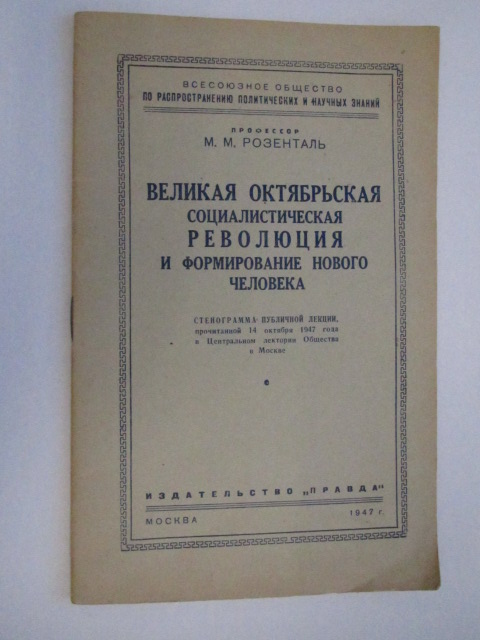 ВСЕСОЮЗНОЕ ОБЩЕСТВО
ПО РАСПРОСТРАНЕНИЮ ПОЛИТИЧЕСКИХ И НАУЧНЫХ ЗНАНИЙ
ПРОФЕССОР
М. М. РОЗЕНТАЛЬ
ВЕЛИКАЯ ОКТЯБРЬСКАЯ
СОЦИАЛИСТИЧЕСКАЯ
РЕВОЛЮЦИЯ
И ФОРМИРОВАНИЕ НОВОГО
ЧЕЛОВЕКА
СТЕНОГРАММА ПУБЛИЧНОЙ ЛЕКЦИИ,
прочитанной 14 октября 1947 года
в Центральном лектории Общества
в Москве
ИЗДАТЕЛЬСТВО „ПРАВДА“
МОСКВА 1947 г.